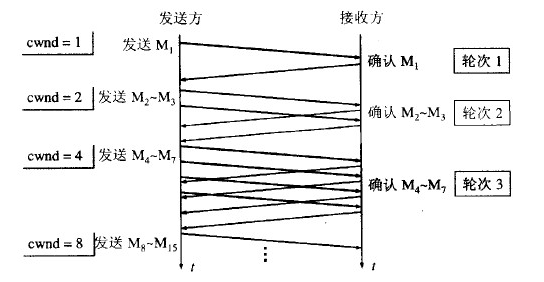 发送方 接收方
cwnd = 1 发送 M1
确认 M1 轮次 1
cwnd = 2 发送 M2~M3
确认 M2~M3 轮次 2
cwnd = 4 发送 M4~M7
确认 M4~M7 轮次 3
cwnd = 8 发送 M8~M15
⋮
t t